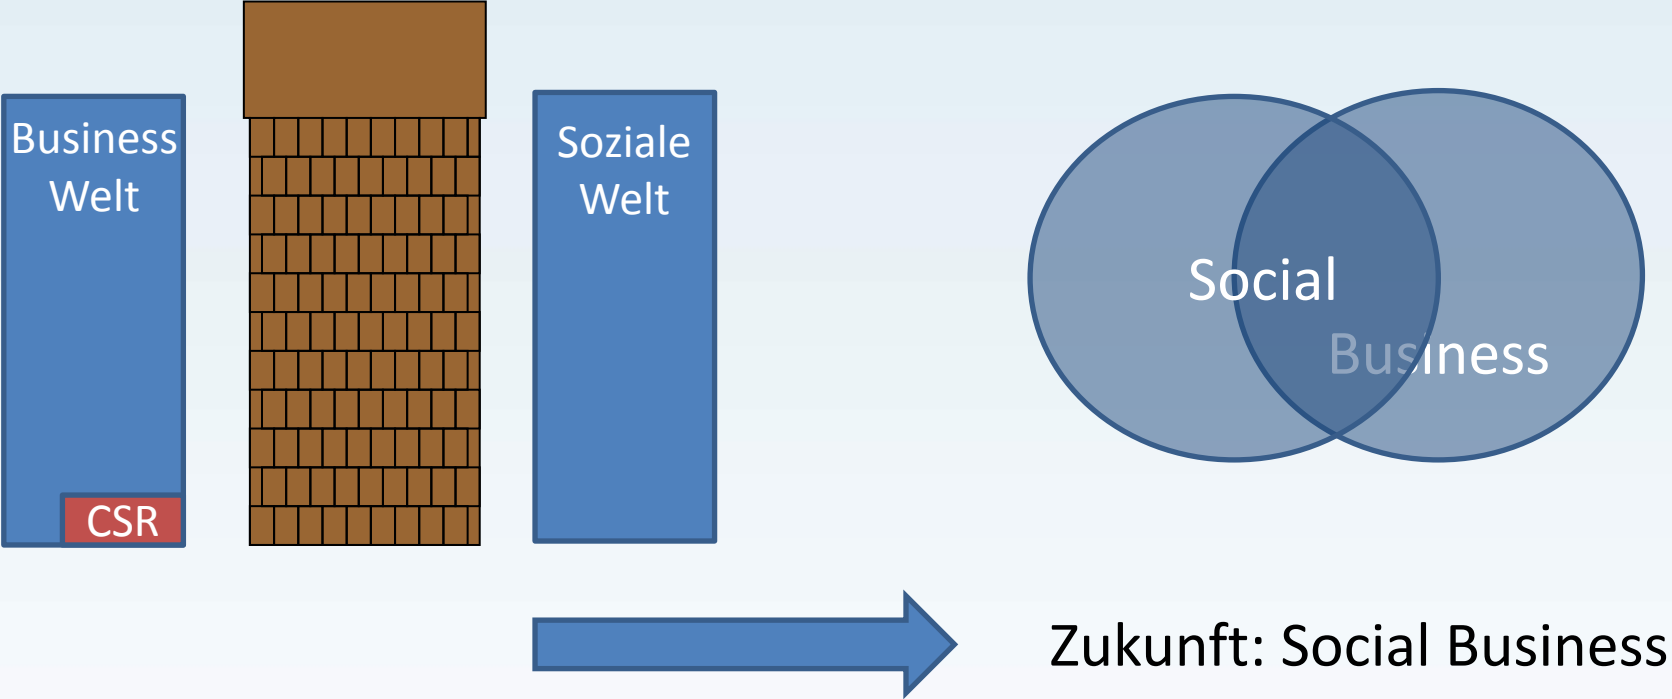 Business
Welt
CSR
Soziale
Welt
Social
Business
Zukunft: Social Business